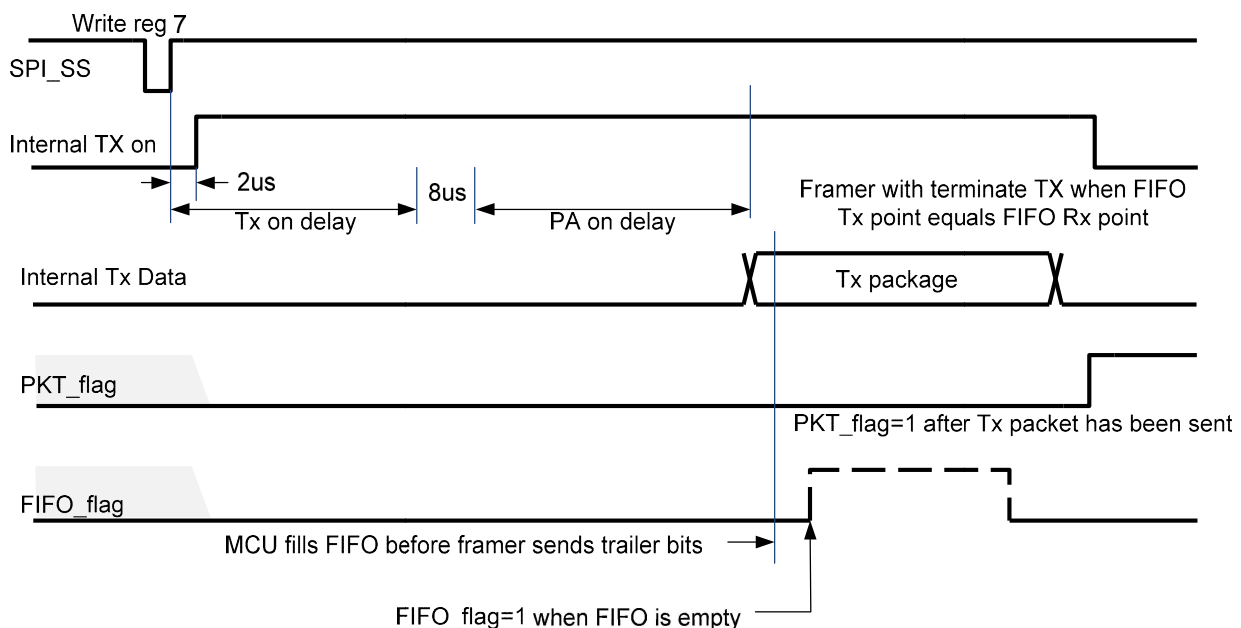 Write reg 7
SPI_SS
Internal TX on
2us
8us
Tx on delay
PA on delay
Framer with terminate TX when FIFO
Tx point equals FIFO Rx point
Internal Tx Data
Tx package
PKT_flag
PKT_flag=1 after Tx packet has been sent
FIFO_flag
MCU fills FIFO before framer sends trailer bits
FIFO_flag=1 when FIFO is empty